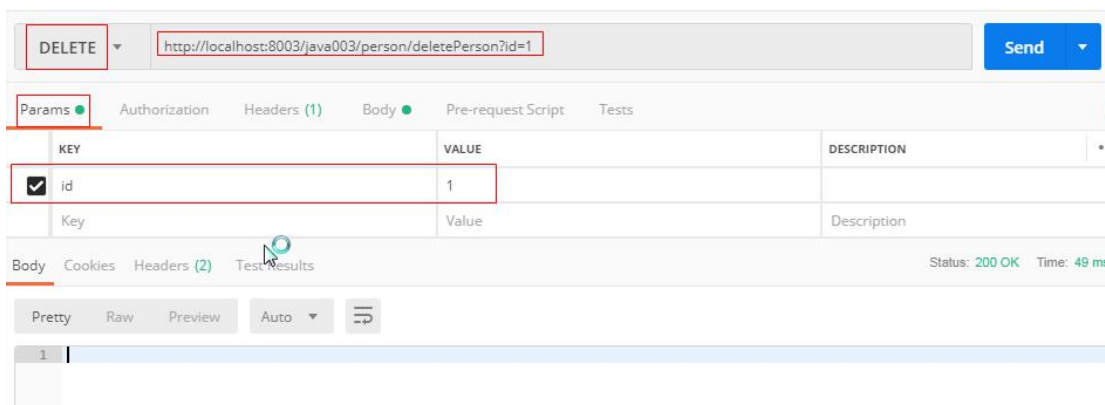 DELETE http://localhost:8003/java003/person/deletePerson?id=1 Send
Params Authorization Headers (1) Body Pre-request Script Tests
KEY VALUE DESCRIPTION
id 1
Key Value Description
Body Cookies Headers (2) Test Results Status: 200 OK Time: 49 ms
Pretty Raw Preview Auto
1